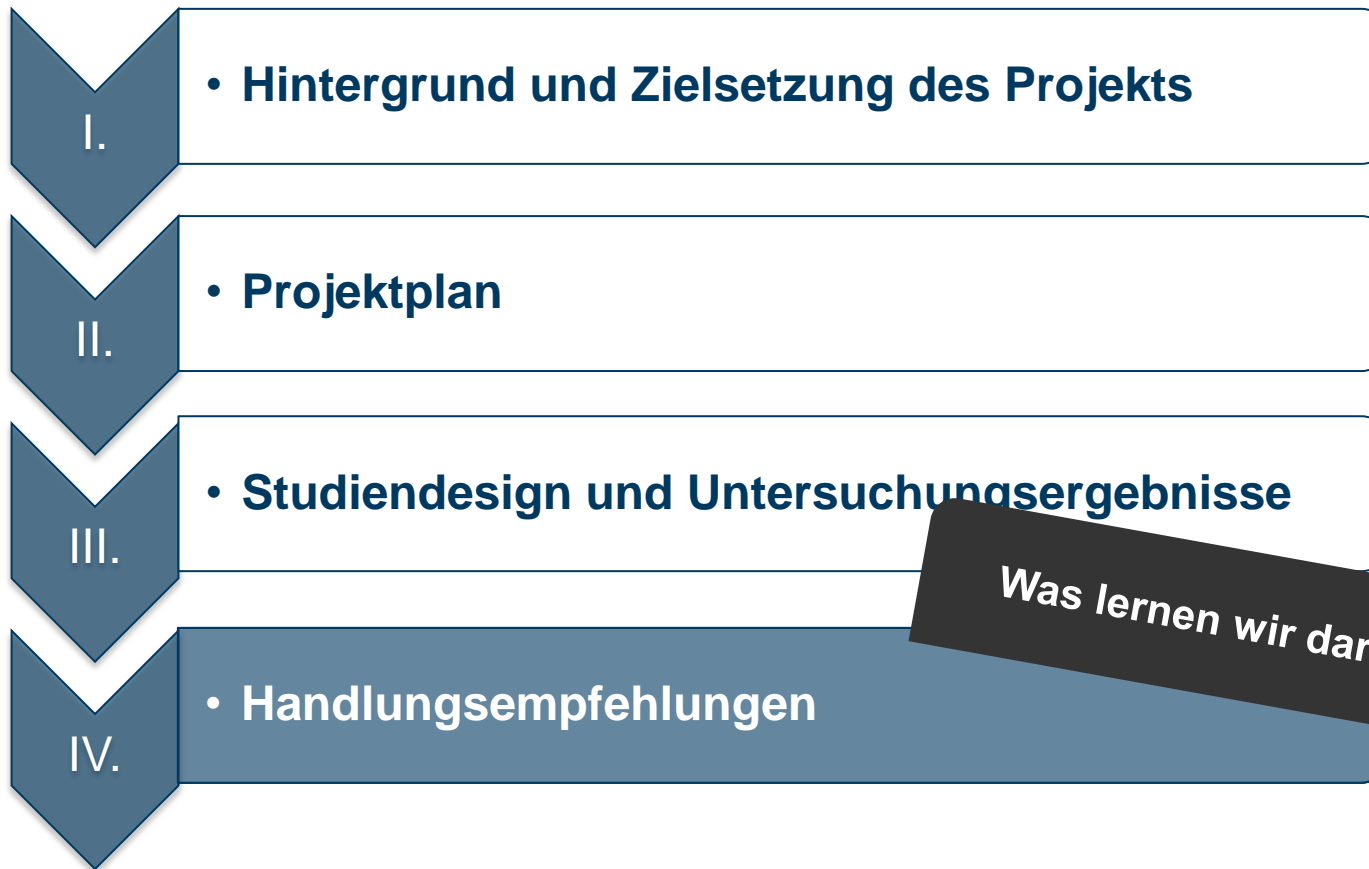 I.
• Hintergrund und Zielsetzung des Projekts
II.
• Projektplan
III.
• Studiendesign und Untersuchungsergebnisse
Was lernen wir
IV.
• Handlungsempfehlungen